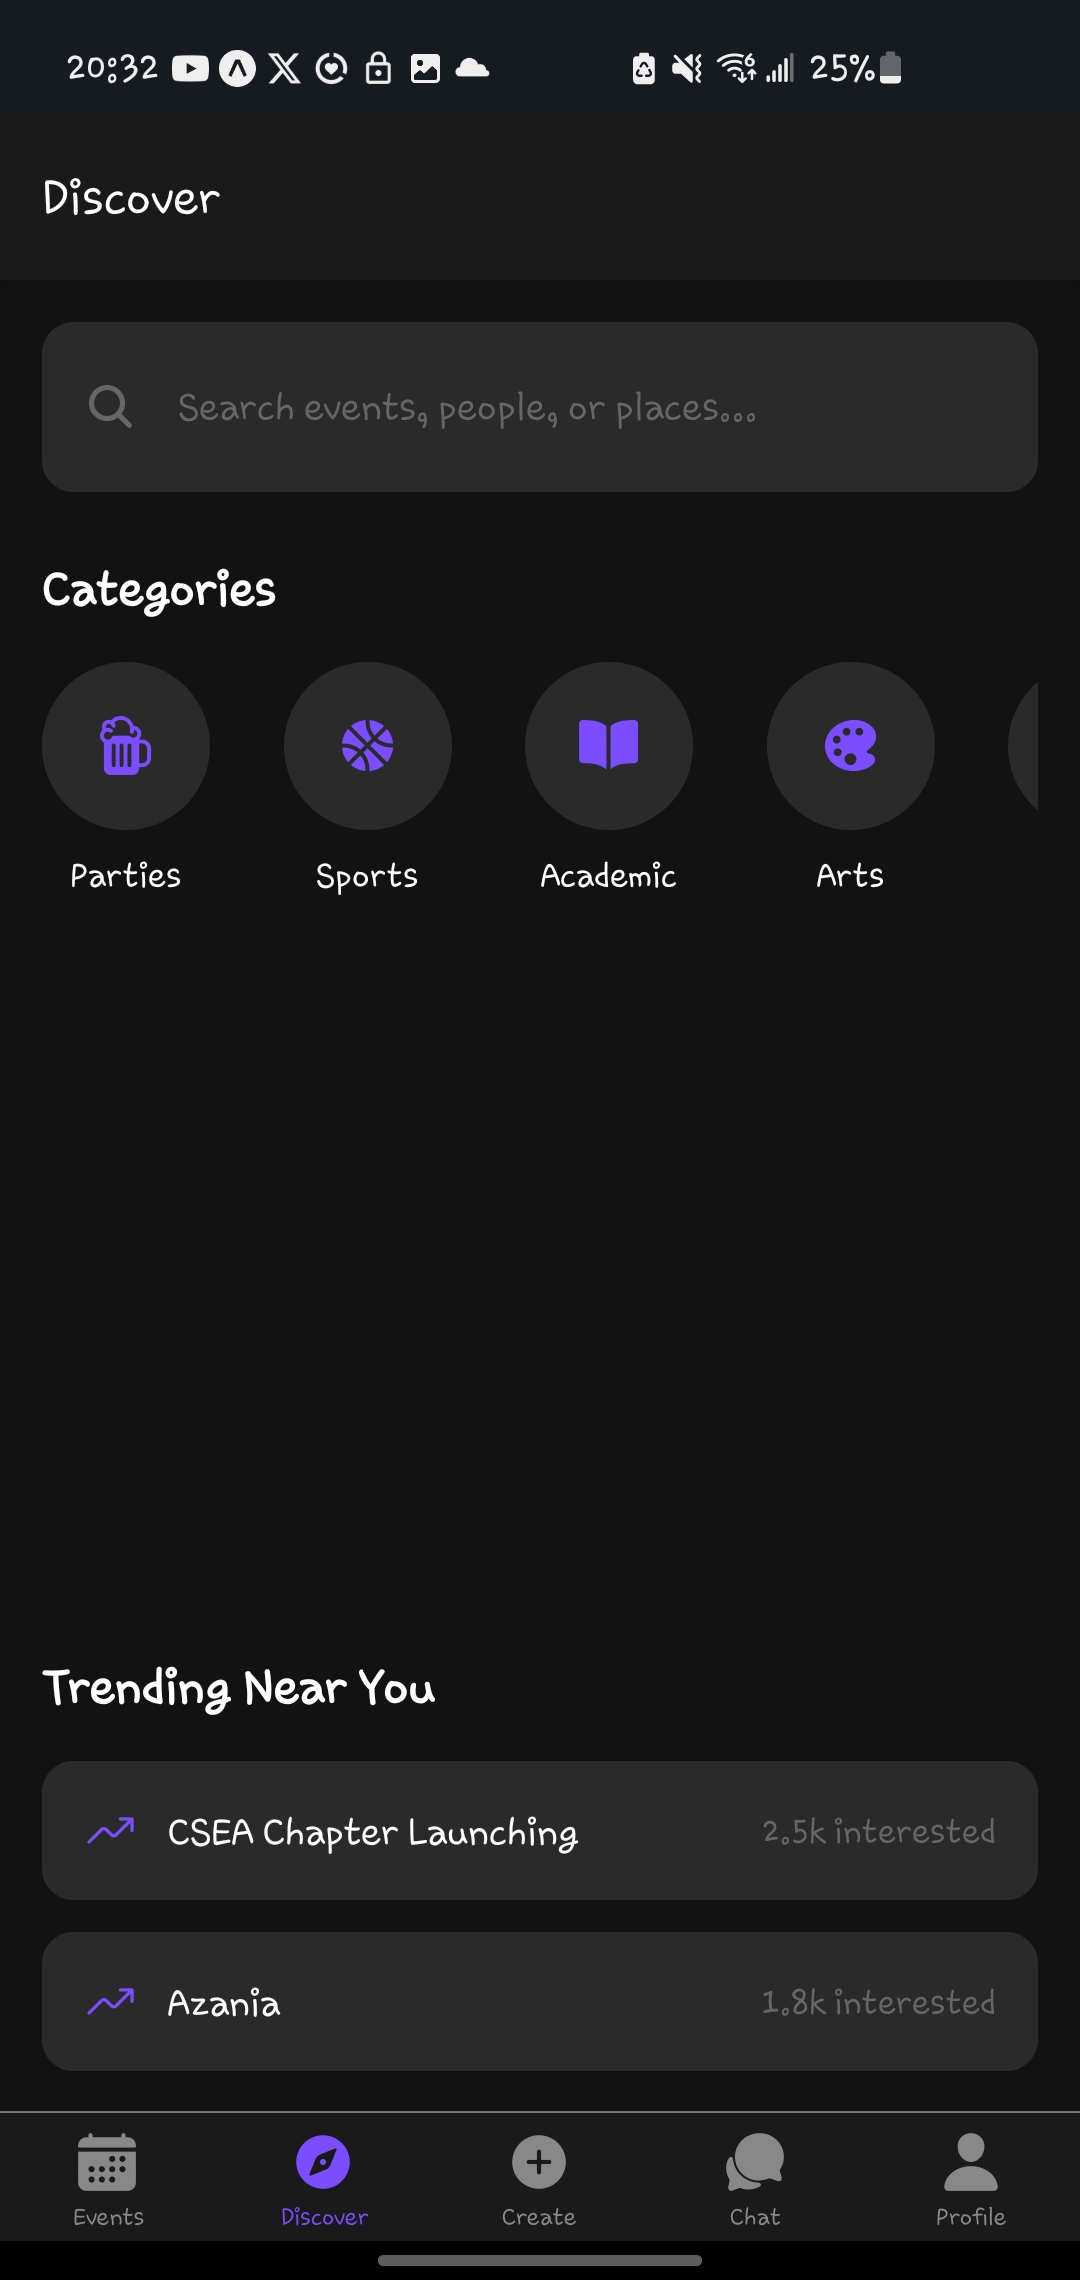 20:32 25%
Discover
Search events, people, or places...
Categories
Parties Sports Academic Arts
Trending Near You
CSEA Chapter Launching 2.5k interested
Azania 1.8k interested
Events Discover Create Chat Profile